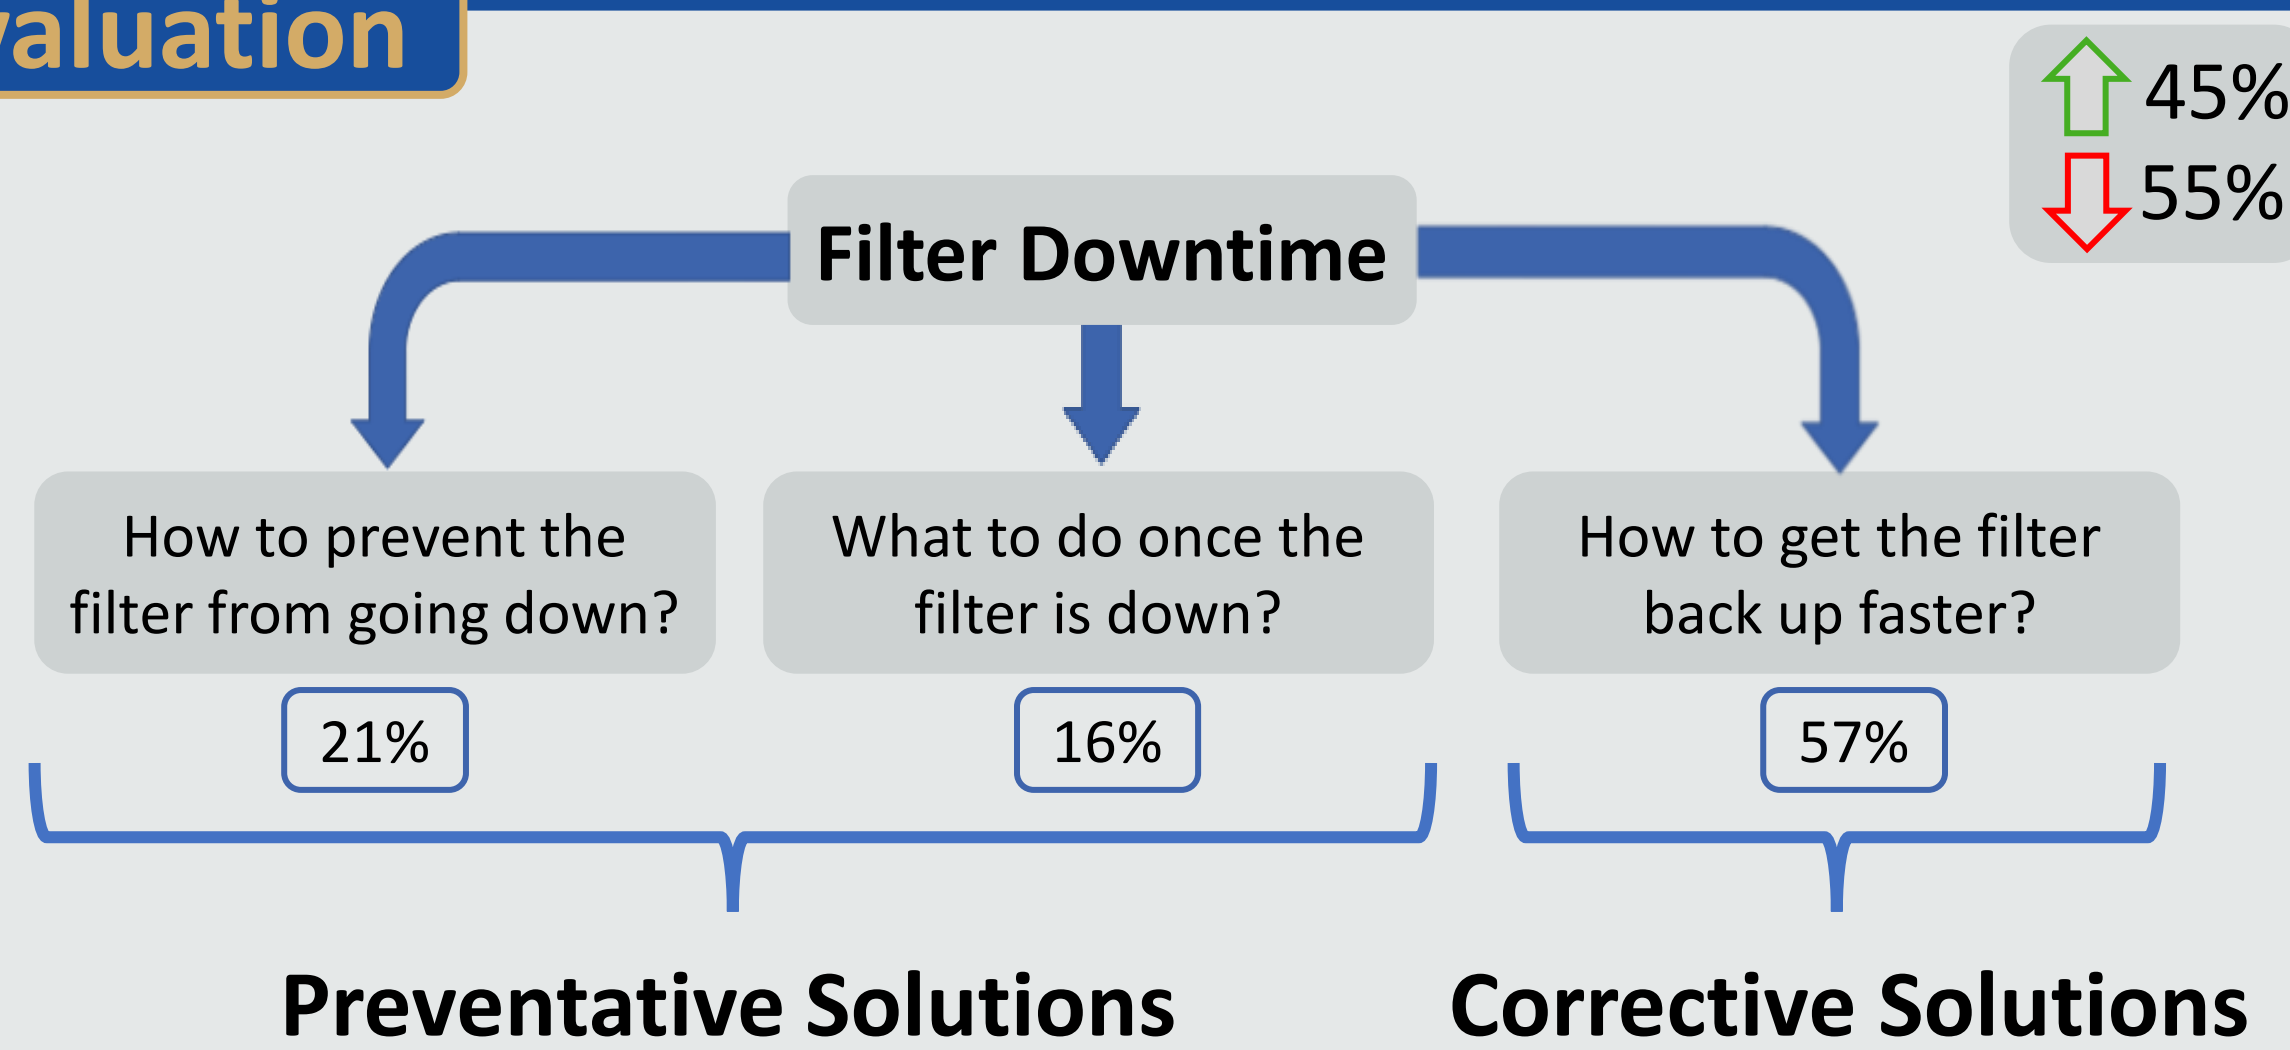 valuation
45%
55%
Filter Downtime
How to prevent the
filter from going down?
What to do once the
filter is down?
How to get the filter
back up faster?
21%
16%
57%
Preventative Solutions
Corrective Solutions